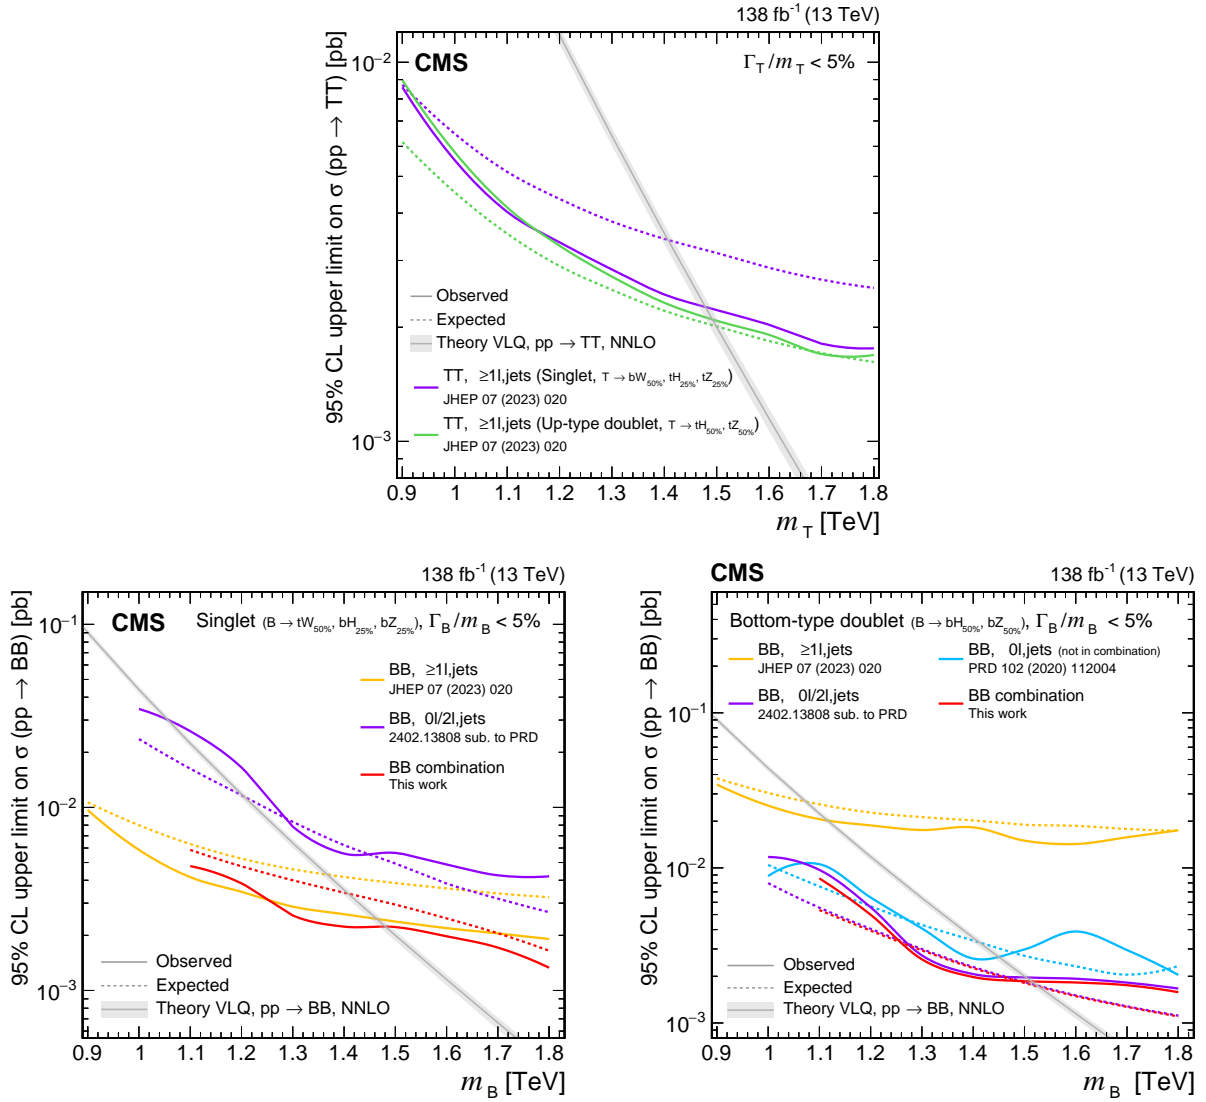 138 fb⁻¹ (13 TeV)
95% CL upper limit on σ (pp → TT) [pb]
10⁻²
10⁻³
CMS
Γ_T/m_T < 5%
Observed
Expected
Theory VLQ, pp → TT, NNLO
TT, ≥1l,jets (Singlet, T → bW50%, tH25%, tZ25%)
JHEP 07 (2023) 020
TT, ≥1l,jets (Up-type doublet, T → tH50%, tZ50%)
JHEP 07 (2023) 020
0.9 1 1.1 1.2 1.3 1.4 1.5 1.6 1.7 1.8
m_T [TeV]
138 fb⁻¹ (13 TeV)
95% CL upper limit on σ (pp → BB) [pb]
10⁻¹
10⁻²
10⁻³
CMS
Singlet (B → tW50%, bH25%, bZ25%), Γ_B/m_B < 5%
BB, ≥1l,jets
JHEP 07 (2023) 020
BB, 0l/2l,jets
2402.13808 sub. to PRD
BB combination
This work
Observed
Expected
Theory VLQ, pp → BB, NNLO
0.9 1 1.1 1.2 1.3 1.4 1.5 1.6 1.7 1.8
m_B [TeV]
CMS
138 fb⁻¹ (13 TeV)
95% CL upper limit on σ (pp → BB) [pb]
10⁻¹
10⁻²
10⁻³
Bottom-type doublet (B → bH50%, bZ50%), Γ_B/m_B < 5%
BB, ≥1l,jets
JHEP 07 (2023) 020
BB, 0l/2l,jets
2402.13808 sub. to PRD
BB, 0l,jets (not in combination)
PRD 102 (2020) 112004
BB combination
This work
Observed
Expected
Theory VLQ, pp → BB, NNLO
0.9 1 1.1 1.2 1.3 1.4 1.5 1.6 1.7 1.8
m_B [TeV]